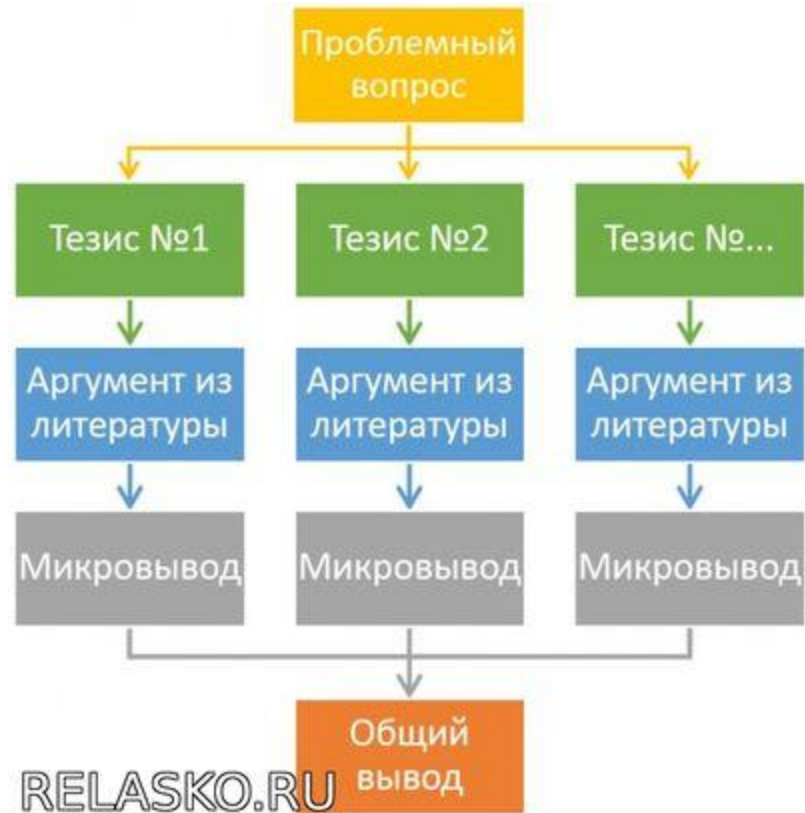 Проблемный
вопрос
Тезис №1
Тезис №2
Тезис №...
Аргумент из
литературы
Аргумент из
литературы
Аргумент из
литературы
Микровывод
Микровывод
Микровывод
Общий
вывод
RELASKO.RU